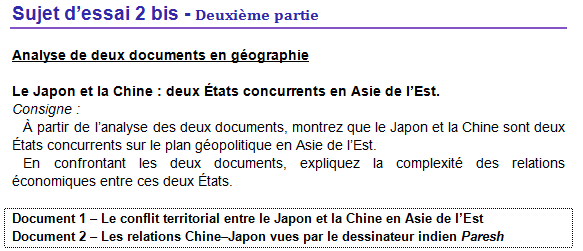 Sujet d'essai 2 bis - Deuxième partie
Analyse de deux documents en géographie
Le Japon et la Chine : deux États concurrents en Asie de l'Est.
Consigne :
À partir de l'analyse des deux documents, montrez que le Japon et la Chine sont deux
États concurrents sur le plan géopolitique en Asie de l'Est.
En confrontant les deux documents, expliquez la complexité des relations
économiques entre ces deux États.
Document 1 – Le conflit territorial entre le Japon et la Chine en Asie de l'Est
Document 2 – Les relations Chine–Japon vues par le dessinateur indien Paresh